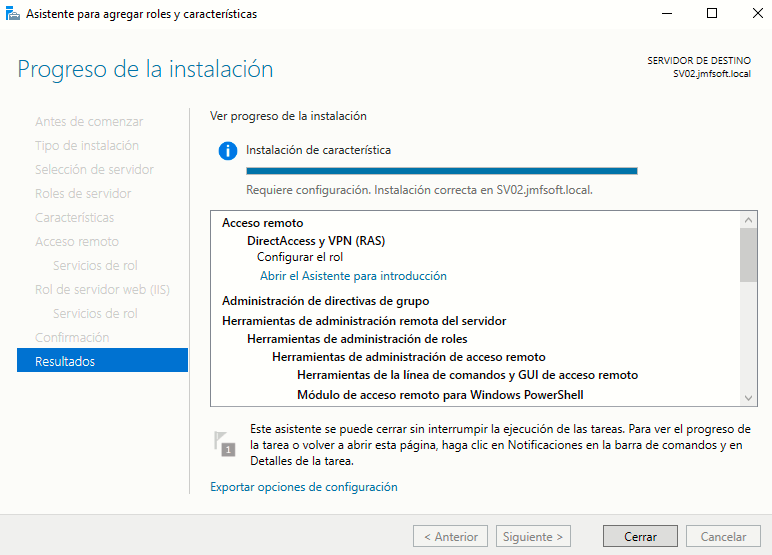 Asistente para agregar roles y características
Progreso de la instalación
SERVIDOR DE DESTINO
SV02.jmfsoft.local
Antes de comenzar
Tipo de instalación
Selección de servidor
Roles de servidor
Características
Acceso remoto
Servicios de rol
Rol de servidor web (IIS)
Servicios de rol
Confirmación
Resultados
Ver progreso de la instalación
Instalación de característica
Requiere configuración. Instalación correcta en SV02.jmfsoft.local.
Acceso remoto
DirectAccess y VPN (RAS)
Configurar el rol
Abrir el Asistente para introducción
Administración de directivas de grupo
Herramientas de administración remota del servidor
Herramientas de administración de roles
Herramientas de administración de acceso remoto
Herramientas de la línea de comandos y GUI de acceso remoto
Módulo de acceso remoto para Windows PowerShell
1
Este asistente se puede cerrar sin interrumpir la ejecución de las tareas. Para ver el progreso de
la tarea o volver a abrir esta página, haga clic en Notificaciones en la barra de comandos y en
Detalles de la tarea.
Exportar opciones de configuración
< Anterior
Siguiente >
Cerrar
Cancelar